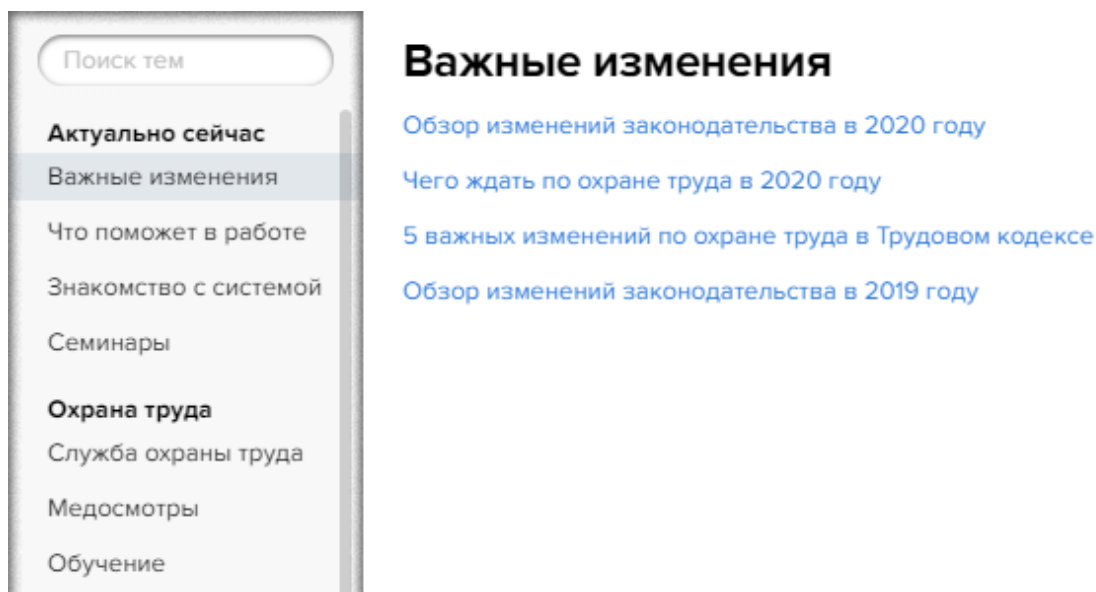 Поиск тем
Актуально сейчас
Важные изменения
Что поможет в работе
Знакомство с системой
Семинары
Охрана труда
Служба охраны труда
Медосмотры
Обучение
Важные изменения
Обзор изменений законодательства в 2020 году
Чего ждать по охране труда в 2020 году
5 важных изменений по охране труда в Трудовом кодексе
Обзор изменений законодательства в 2019 году